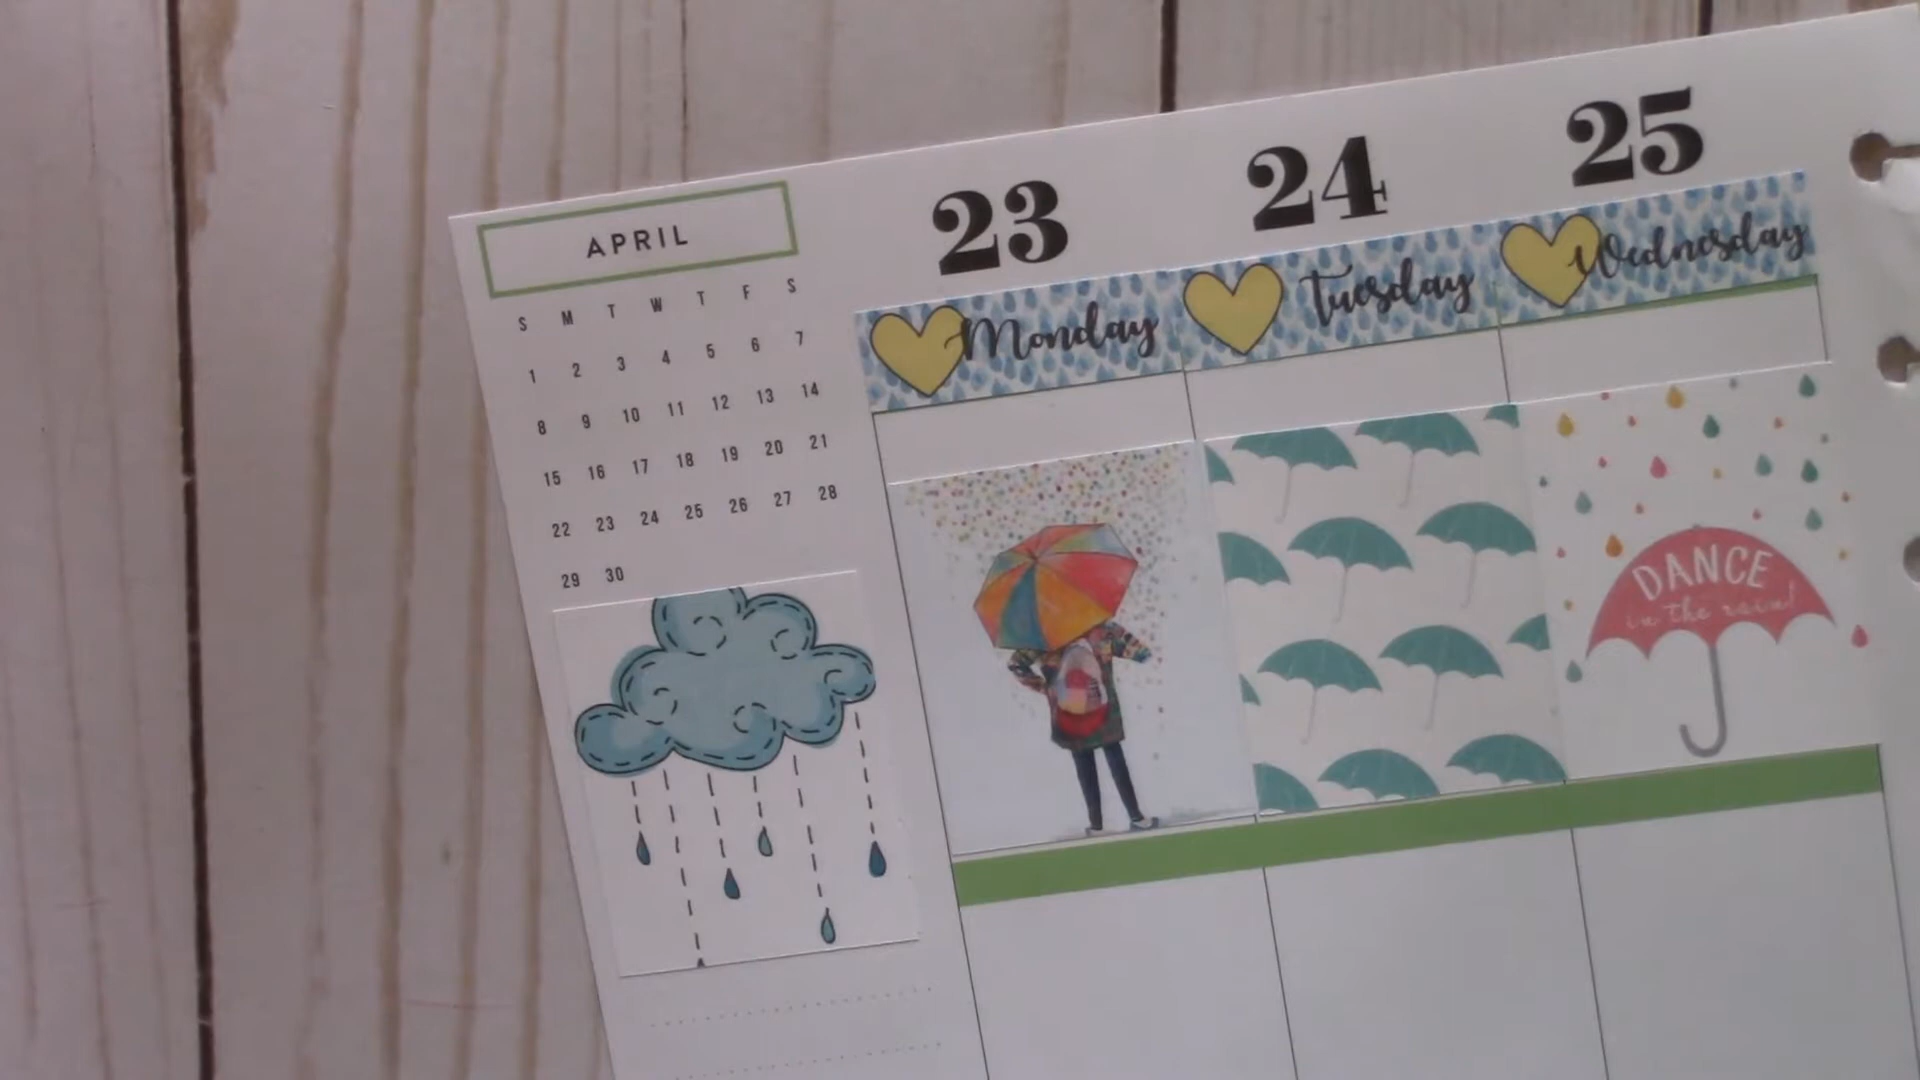 APRIL
S M T W T F S
1 2 3 4 5 6 7
8 9 10 11 12 13 14
15 16 17 18 19 20 21
22 23 24 25 26 27 28
29 30
23 24 25
Monday Tuesday Wednesday
DANCE
in the rain!